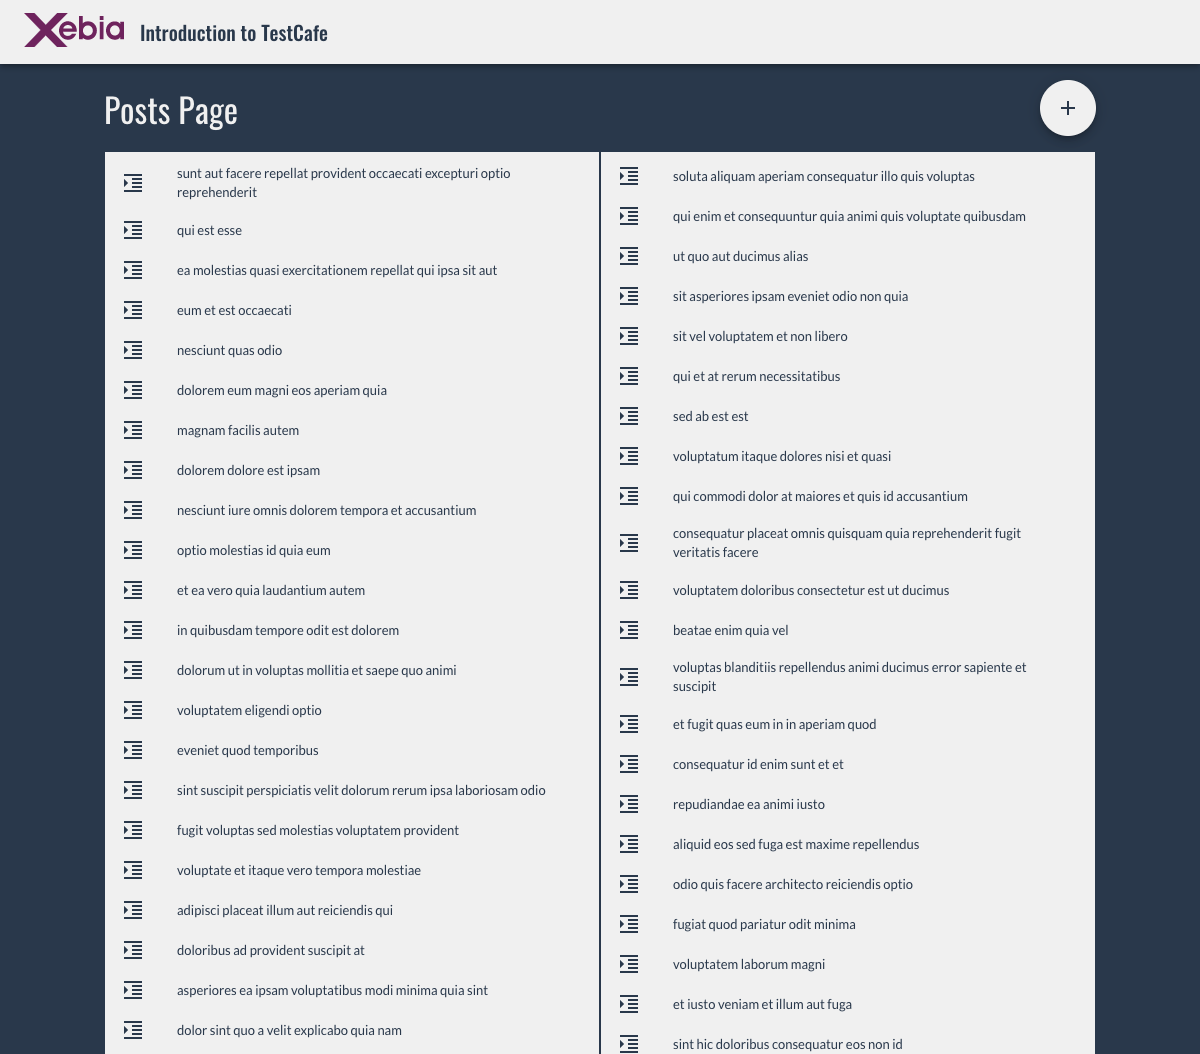 Xebia Introduction to TestCafe
Posts Page
+
sunt aut facere repellat provident occaecati excepturi optio
reprehenderit
qui est esse
ea molestias quasi exercitationem repellat qui ipsa sit aut
eum et est occaecati
nesciunt quas odio
dolorem eum magni eos aperiam quia
magnam facilis autem
dolorem dolore est ipsam
nesciunt iure omnis dolorem tempora et accusantium
optio molestias id quia eum
et ea vero quia laudantium autem
in quibusdam tempore odit est dolorem
dolorum ut in voluptas mollitia et saepe quo animi
voluptatem eligendi optio
eveniet quod temporibus
sint suscipit perspiciatis velit dolorum rerum ipsa laboriosam odio
fugit voluptas sed molestias voluptatem provident
voluptate et itaque vero tempora molestiae
adipisci placeat illum aut reiciendis qui
doloribus ad provident suscipit at
asperiores ea ipsam voluptatibus modi minima quia sint
dolor sint quo a velit explicabo quia nam
soluta aliquam aperiam consequatur illo quis voluptas
qui enim et consequuntur quia animi quis voluptate quibusdam
ut quo aut ducimus alias
sit asperiores ipsam eveniet odio non quia
sit vel voluptatem et non libero
qui et at rerum necessitatibus
sed ab est est
voluptatum itaque dolores nisi et quasi
qui commodi dolor at maiores et quis id accusantium
consequatur placeat omnis quisquam quia reprehenderit fugit
veritatis facere
voluptatem doloribus consectetur est ut ducimus
beatae enim quia vel
voluptas blanditiis repellendus animi ducimus error sapiente et
suscipit
et fugit quas eum in in aperiam quod
consequatur id enim sunt et et
repudiandae ea animi iusto
aliquid eos sed fuga est maxime repellendus
odio quis facere architecto reiciendis optio
fugiat quod pariatur odit minima
voluptatem laborum magni
et iusto veniam et illum aut fuga
sint hic doloribus consequatur eos non id